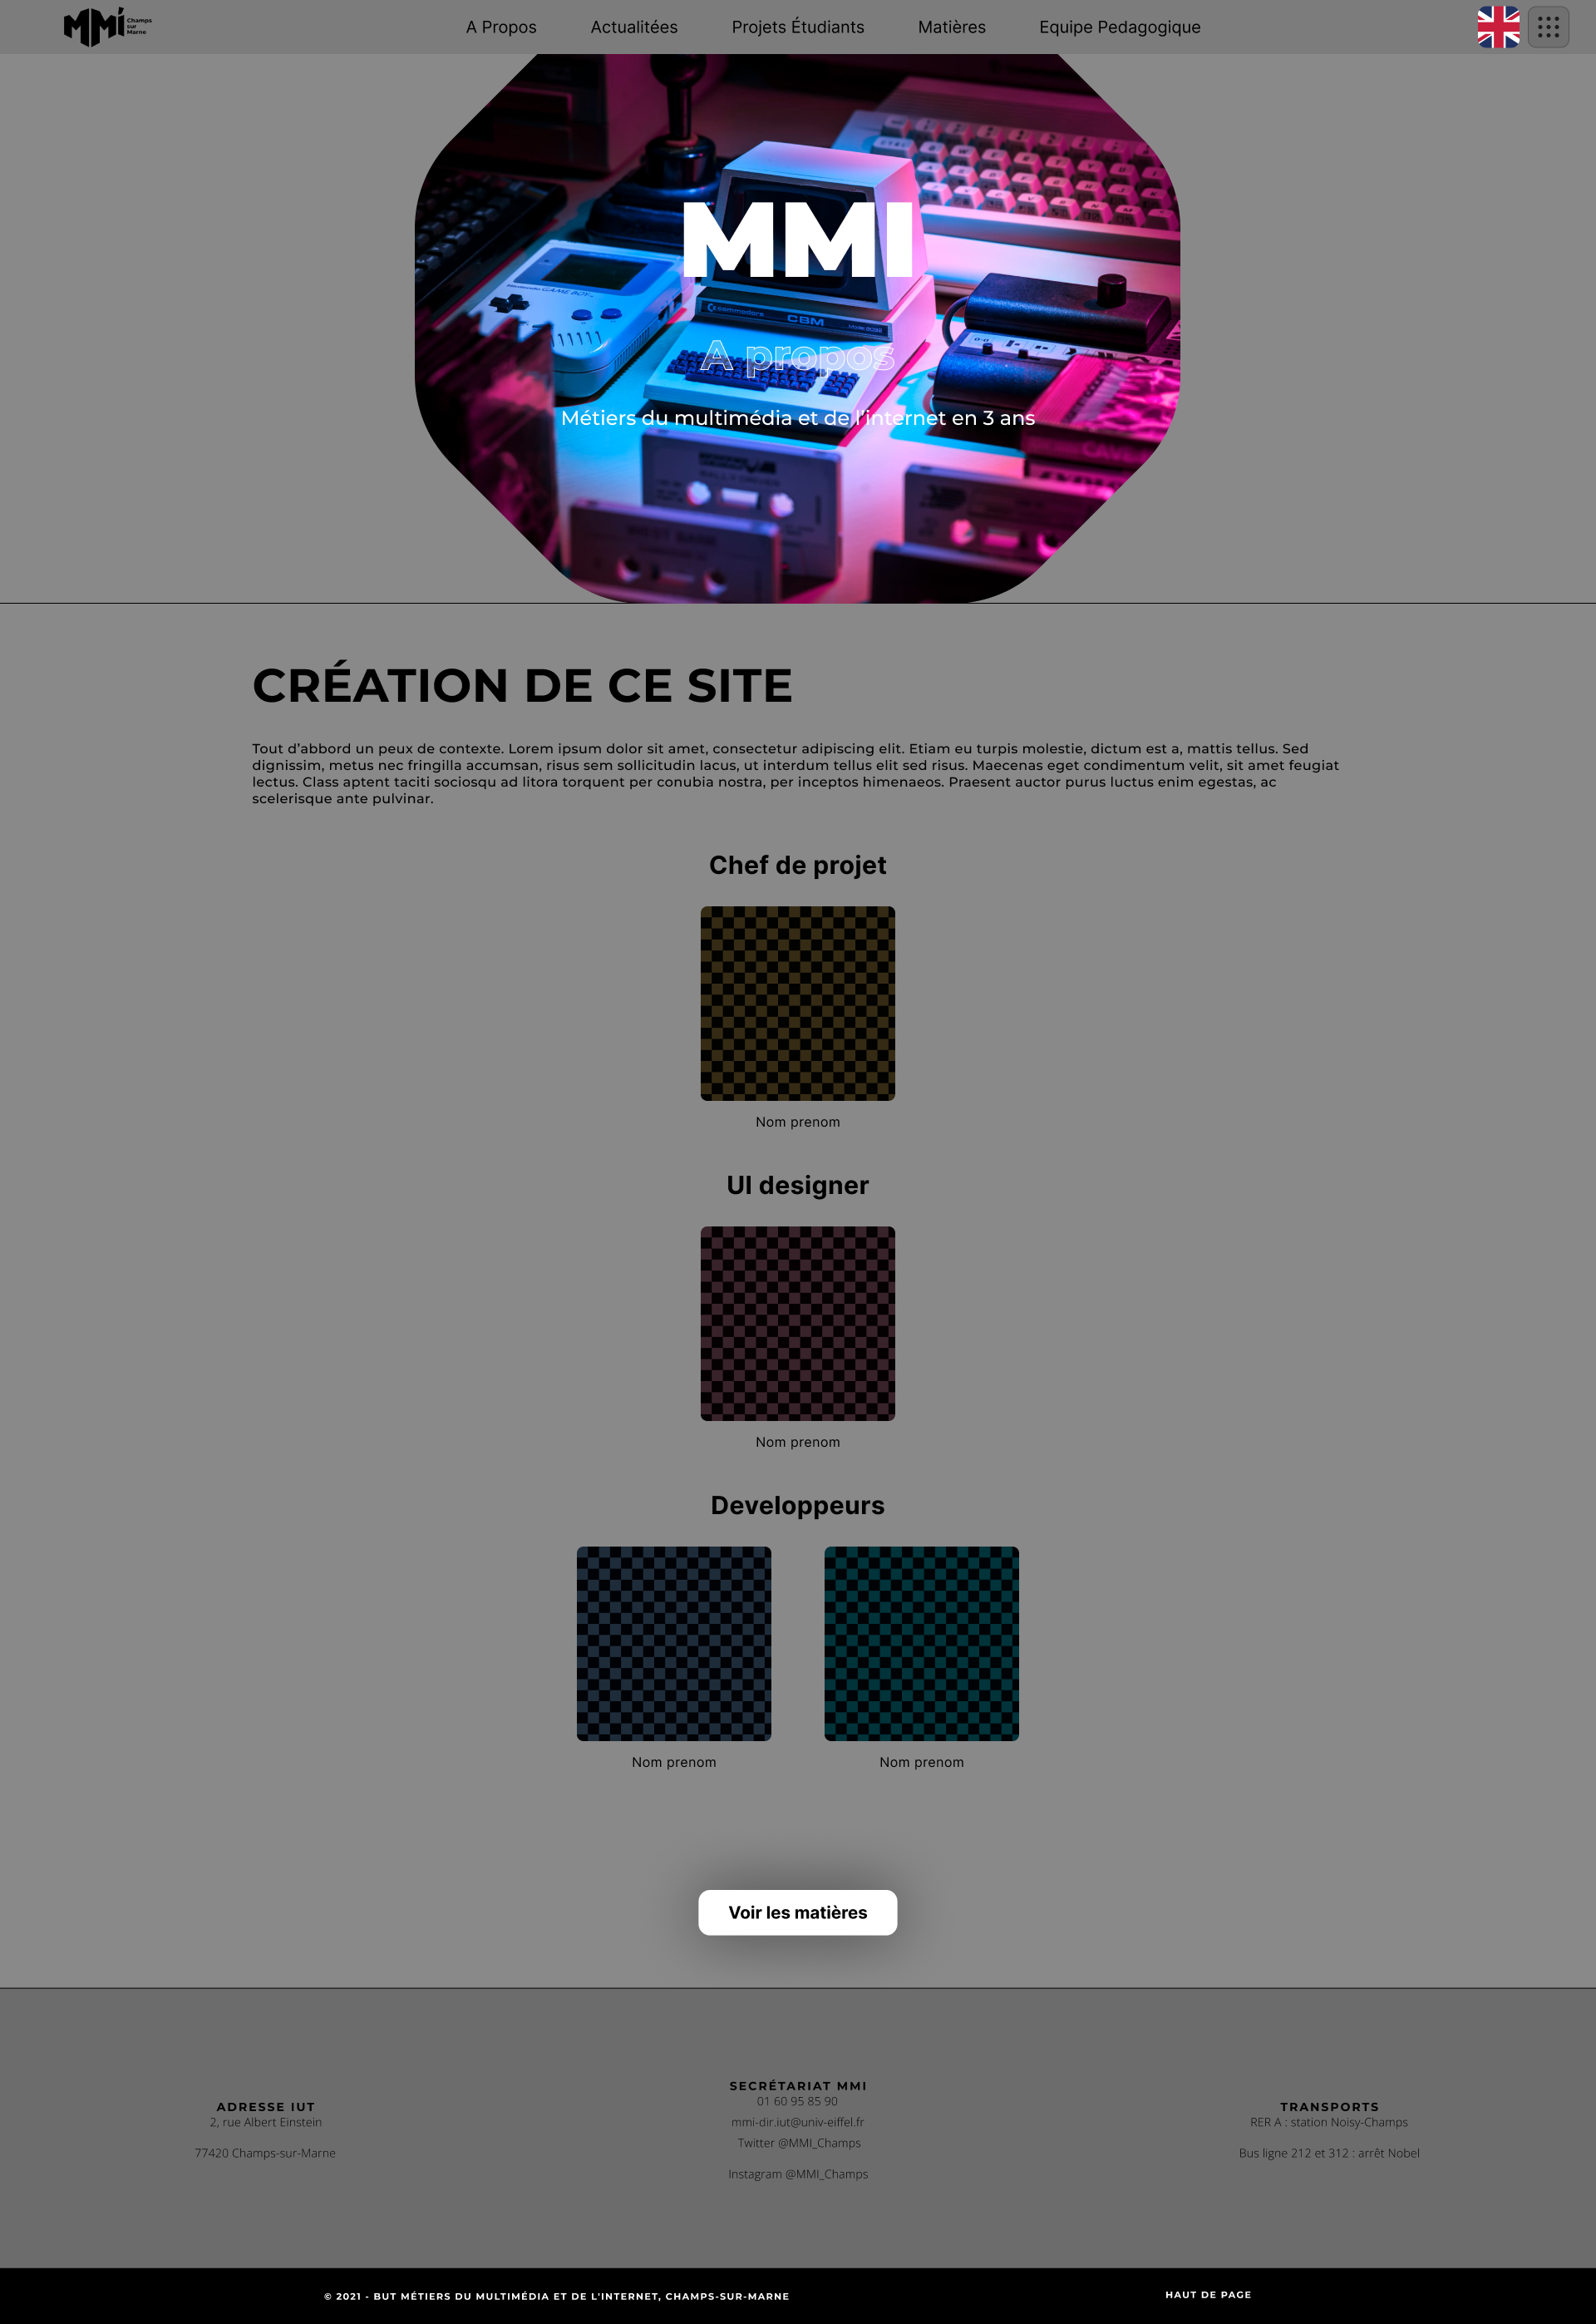 MMI Champs
sur
Marne
A Propos
Actualitées
Projets Étudiants
Matières
Equipe Pedagogique
MMI
commodore CBM Model 8032
GAME BOY
A propos
Métiers du multimédia et de l'internet en 3 ans
CRÉATION DE CE SITE
Tout d'abbord un peux de contexte. Lorem ipsum dolor sit amet, consectetur adipiscing elit. Etiam eu turpis molestie, dictum est a, mattis tellus. Sed
dignissim, metus nec fringilla accumsan, risus sem sollicitudin lacus, ut interdum tellus elit sed risus. Maecenas eget condimentum velit, sit amet feugiat
lectus. Class aptent taciti sociosqu ad litora torquent per conubia nostra, per inceptos himenaeos. Praesent auctor purus luctus enim egestas, ac
scelerisque ante pulvinar.
Chef de projet
Nom prenom
UI designer
Nom prenom
Developpeurs
Nom prenom
Nom prenom
Voir les matières
ADRESSE IUT
2, rue Albert Einstein
77420 Champs-sur-Marne
SECRÉTARIAT MMI
01 60 95 85 90
mmi-dir.iut@univ-eiffel.fr
Twitter @MMI_Champs
Instagram @MMI_Champs
TRANSPORTS
RER A : station Noisy-Champs
Bus ligne 212 et 312 : arrêt Nobel
© 2021 - BUT MÉTIERS DU MULTIMÉDIA ET DE L'INTERNET, CHAMPS-SUR-MARNE
HAUT DE PAGE